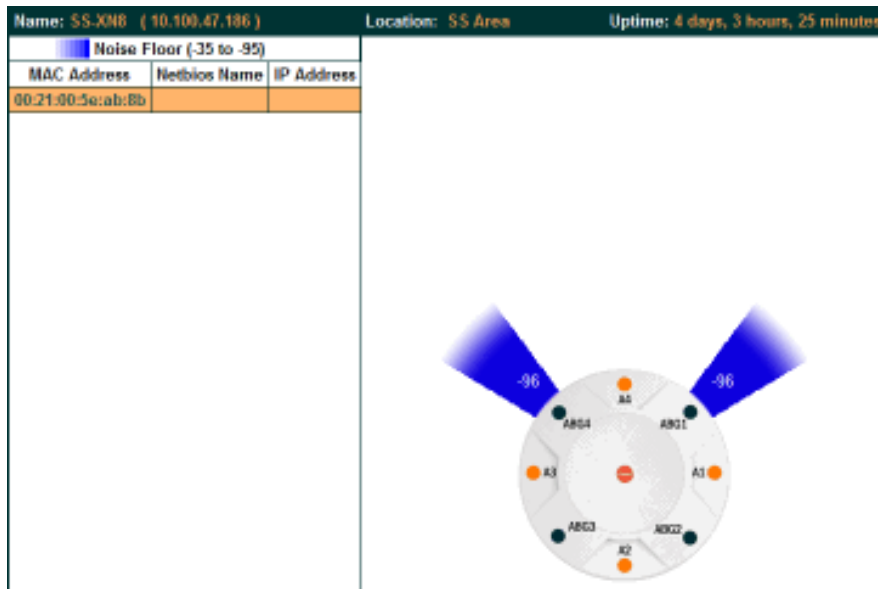 Name: SS-XN8 ( 10.100.47.186 ) Location: SS Area Uptime: 4 days, 3 hours, 25 minutes
Noise Floor (-35 to -95)
MAC Address Netbios Name IP Address
00:21:00:5e:ab:8b
-96 -96
A4
ABG4 ABG1
A3 A1
ABG3 ABG2
A2